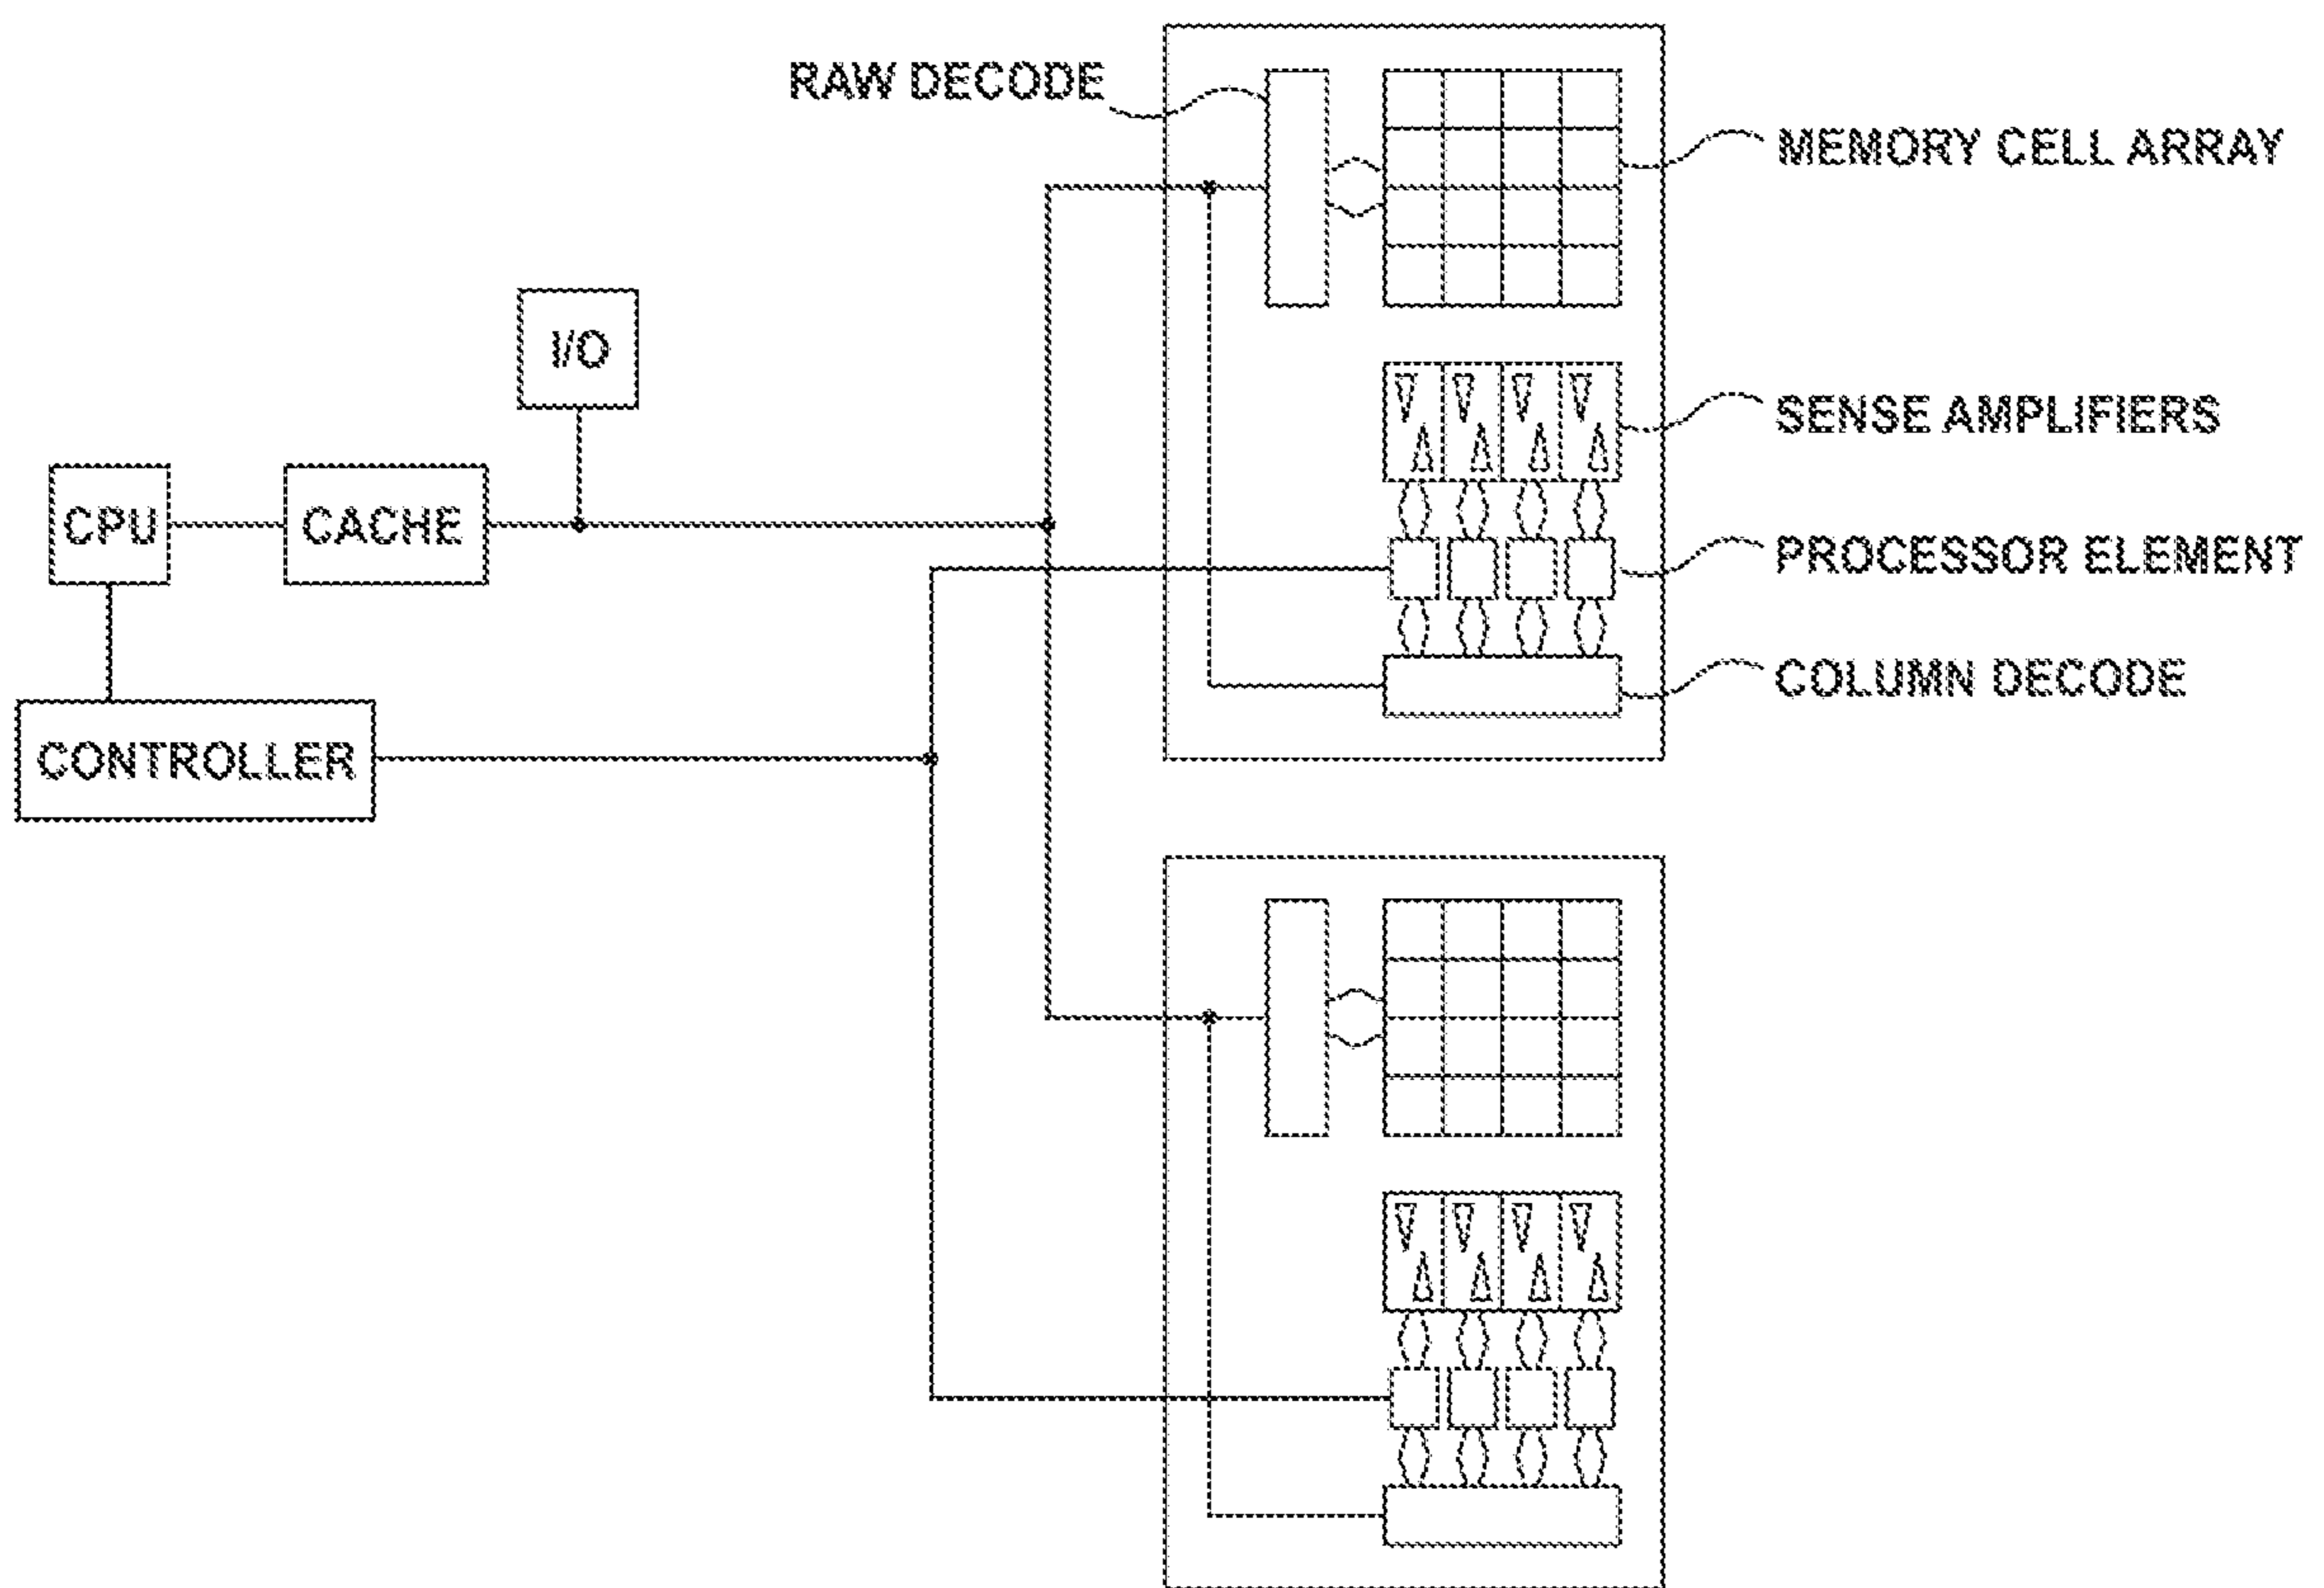 RAW DECODE
MEMORY CELL ARRAY
I/O
SENSE AMPLIFIERS
CPU
CACHE
PROCESSOR ELEMENT
COLUMN DECODE
CONTROLLER